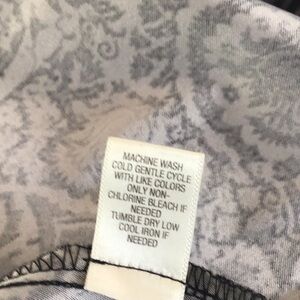 MACHINE WASH
COLD GENTLE CYCLE
WITH LIKE COLORS
ONLY NON-
CHLORINE BLEACH IF
NEEDED
TUMBLE DRY LOW
COOL IRON IF
NEEDED